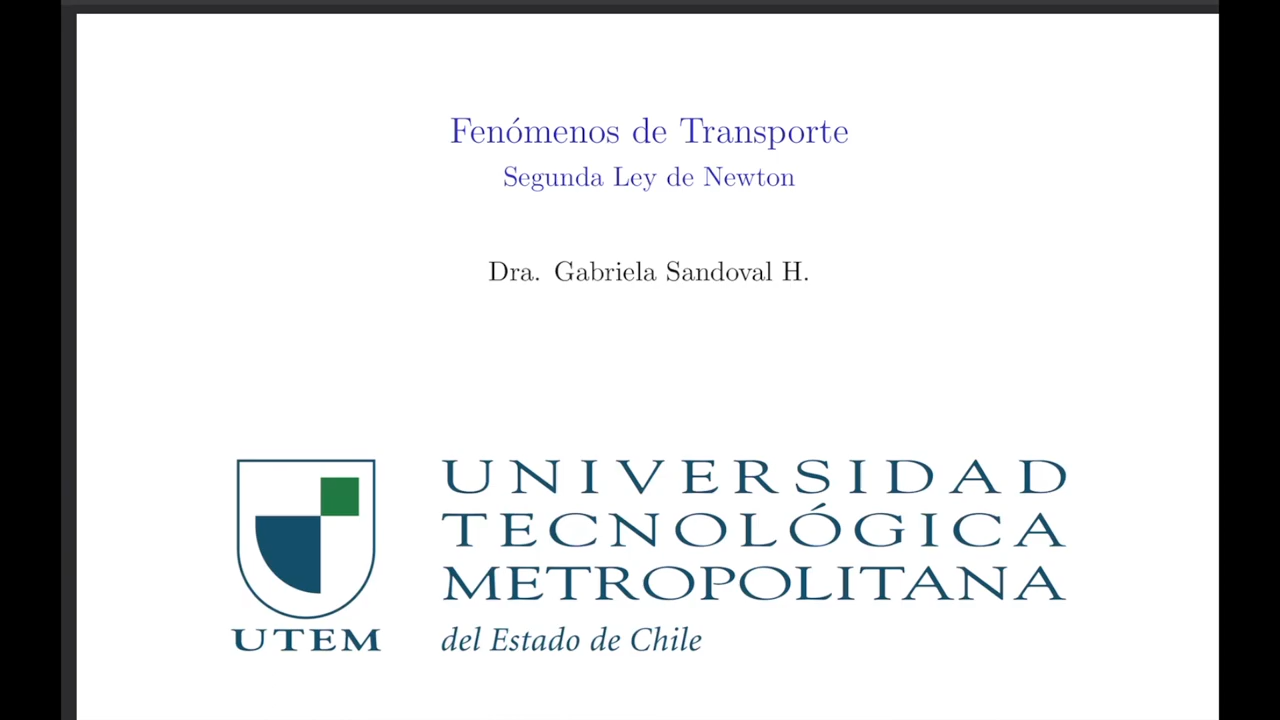 Fenómenos de Transporte
Segunda Ley de Newton
Dra. Gabriela Sandoval H.
UNIVERSIDAD
TECNOLÓGICA
METROPOLITANA
del Estado de Chile
UTEM